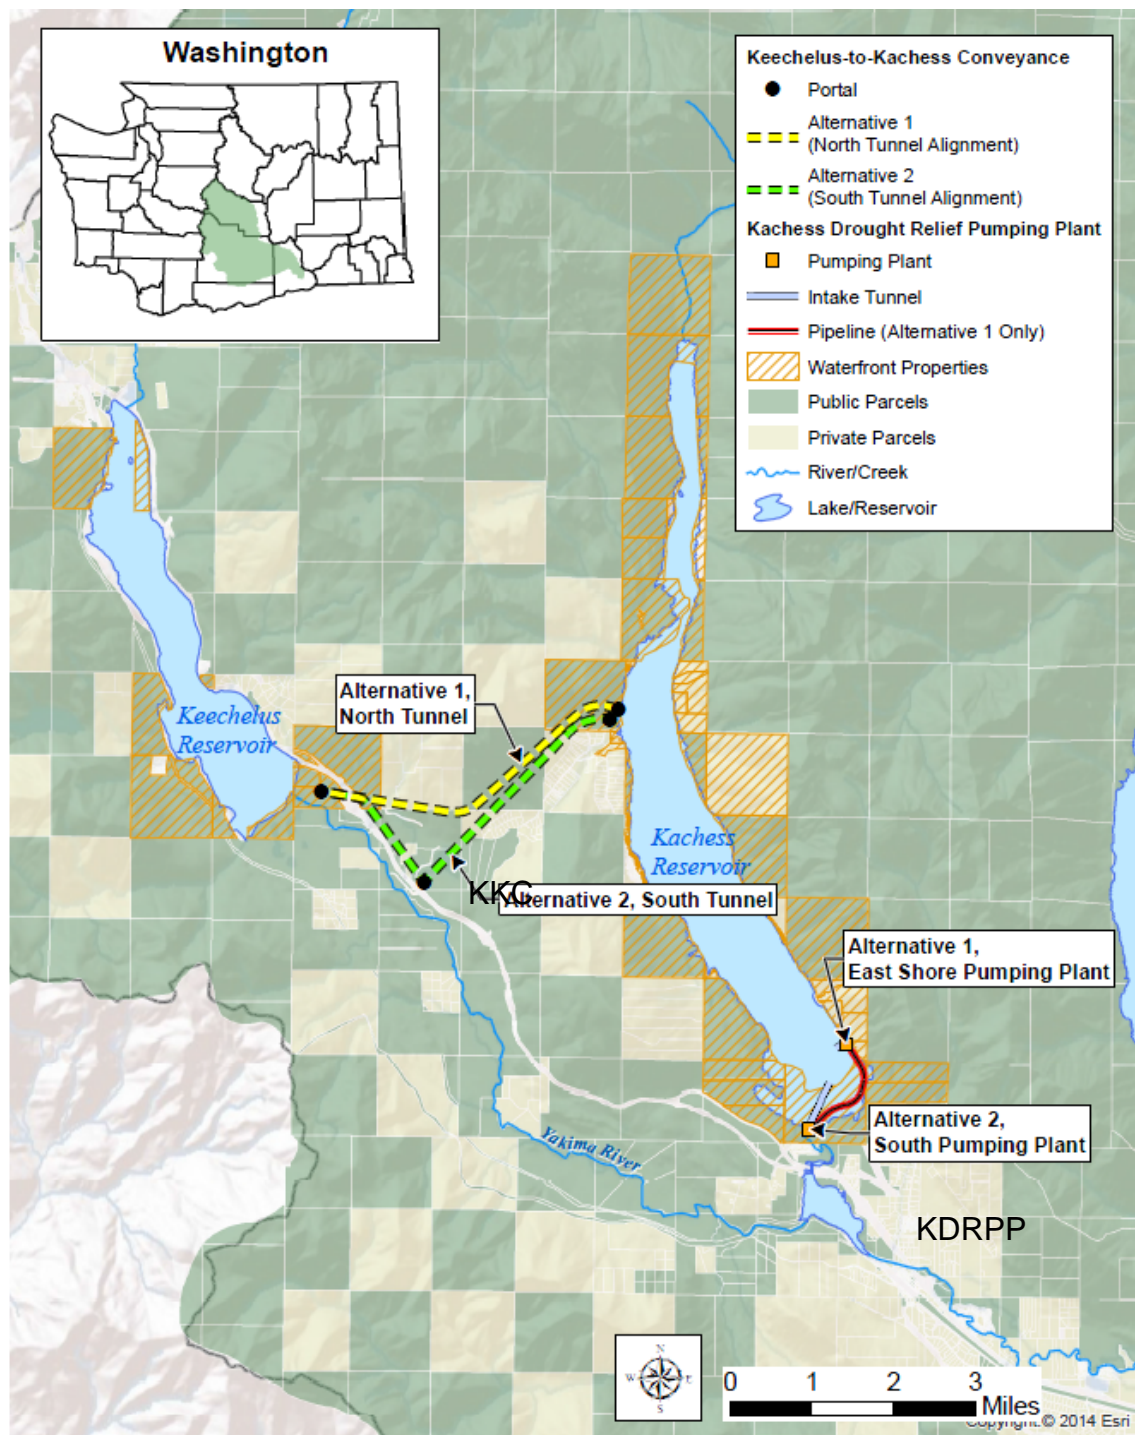 Washington
Keechelus-to-Kachess Conveyance
Portal
Alternative 1
(North Tunnel Alignment)
Alternative 2
(South Tunnel Alignment)
Kachess Drought Relief Pumping Plant
Pumping Plant
Intake Tunnel
Pipeline (Alternative 1 Only)
Waterfront Properties
Public Parcels
Private Parcels
River/Creek
Lake/Reservoir
Alternative 1,
North Tunnel
Keechelus
Reservoir
Kachess
Reservoir
KKC
Alternative 2, South Tunnel
Alternative 1,
East Shore Pumping Plant
Alternative 2,
South Pumping Plant
Yakima River
KDRPP
N
W E
S
0 1 2 3
Miles
Copyright:© 2014 Esri